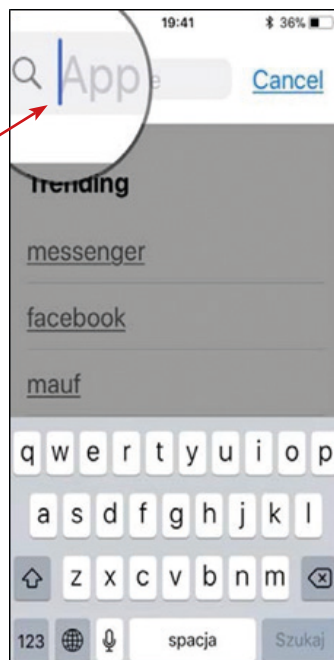 19:41 36%
App e Cancel
Trending
messenger
facebook
mauf
q w e r t y u i o p
a s d f g h j k l
z x c v b n m
123 spacja Szukaj